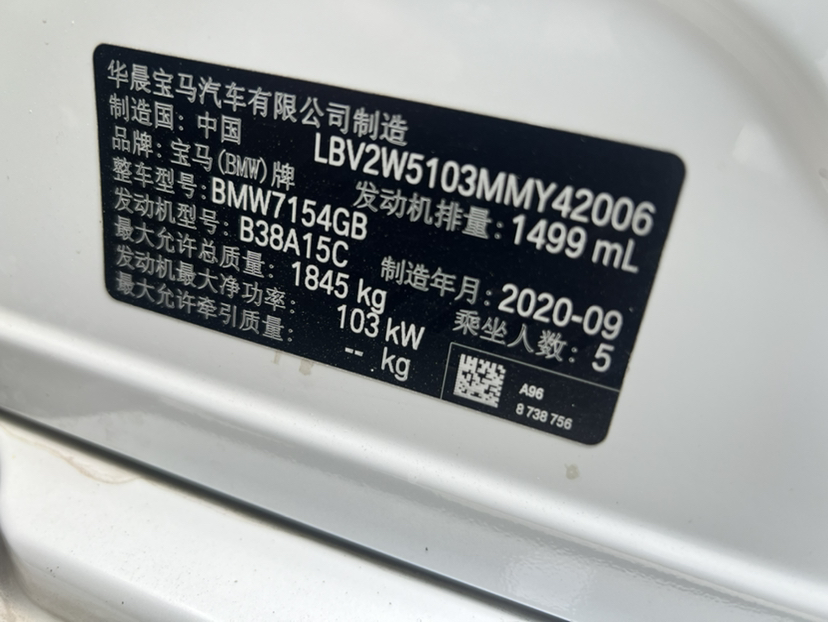 华晨宝马汽车有限公司制造
制造国: 中国
LBV2W5103MMY42006
品牌: 宝马(BMW)牌
发动机排量: 1499 mL
整车型号: BMW7154GB
发动机型号: B38A15C
制造年月: 2020-09
最大允许总质量: 1845 kg
乘坐人数: 5
发动机最大净功率: 103 kW
最大允许牵引质量: -- kg
A96
8 738 756